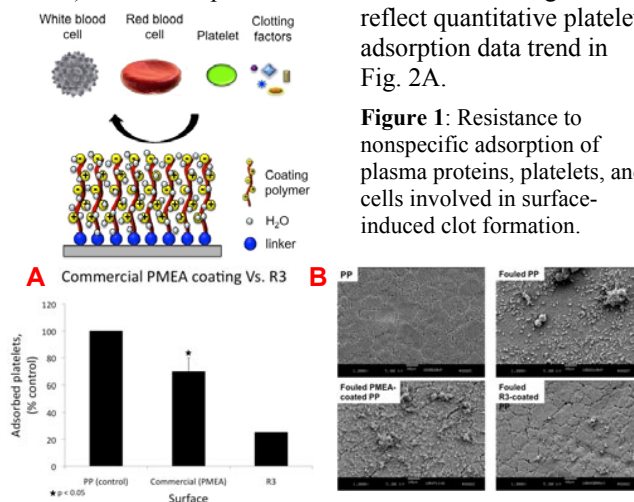 White blood
cell
Red blood
cell
Platelet
Clotting
factors
Coating
polymer
H₂O
linker
reflect quantitative platele
adsorption data trend in
Fig. 2A.
Figure 1: Resistance to
nonspecific adsorption of
plasma proteins, platelets, an
cells involved in surface-
induced clot formation.
A
Commercial PMEA coating Vs. R3
Adsorbed platelets,
(% control)
120
100
80
60
40
20
0
★
PP (control)
Commercial (PMEA)
R3
Surface
★ p < 0.05
B
PP
Fouled PP
Fouled PMEA-
coated PP
Fouled
R3-coated
PP